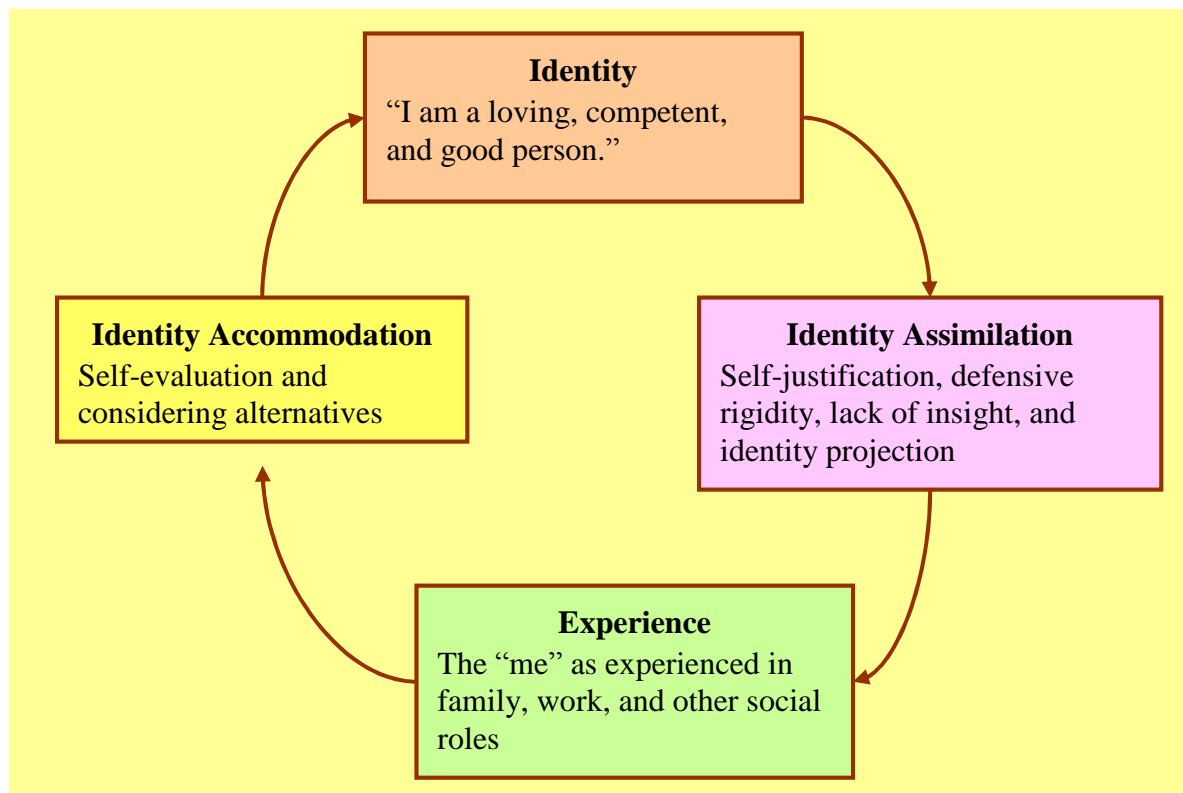 Identity
“I am a loving, competent,
and good person.”
Identity Accommodation
Self-evaluation and
considering alternatives
Identity Assimilation
Self-justification, defensive
rigidity, lack of insight, and
identity projection
Experience
The “me” as experienced in
family, work, and other social
roles